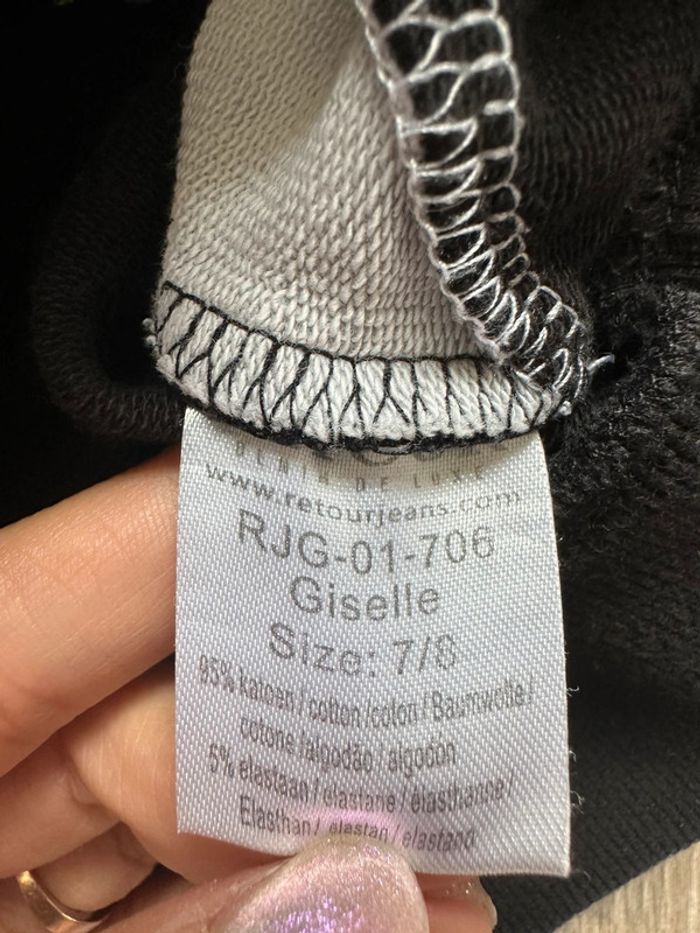 DENIM DE LUXE
www.retourjeans.com
RJG-01-706
Giselle
Size: 7/8
95% katoen / cotton /coton / Baumwolle /
cotone /algodão / algodón
5% elastaan / elastane / élasthanne /
Elasthan / elastan / elastano